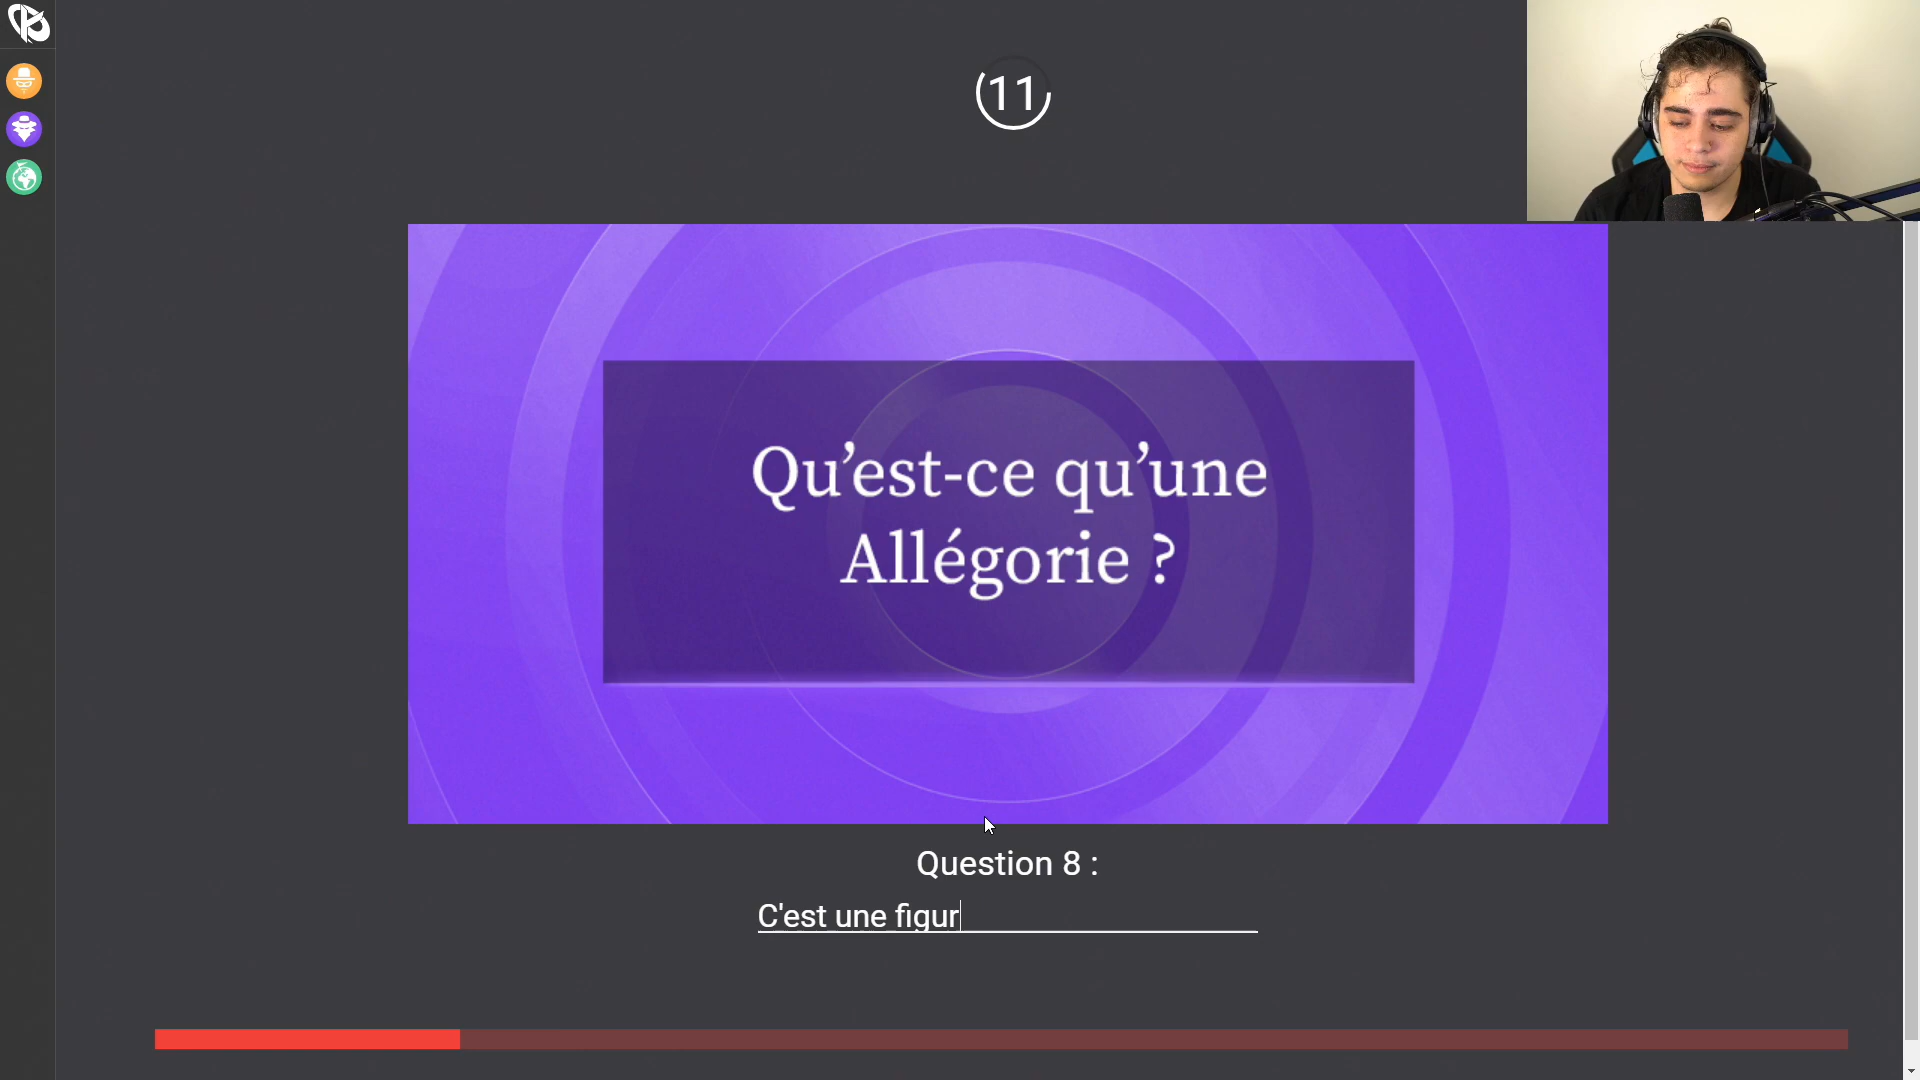 11
Qu’est-ce qu’une
Allégorie ?
Question 8 :
C'est une figur